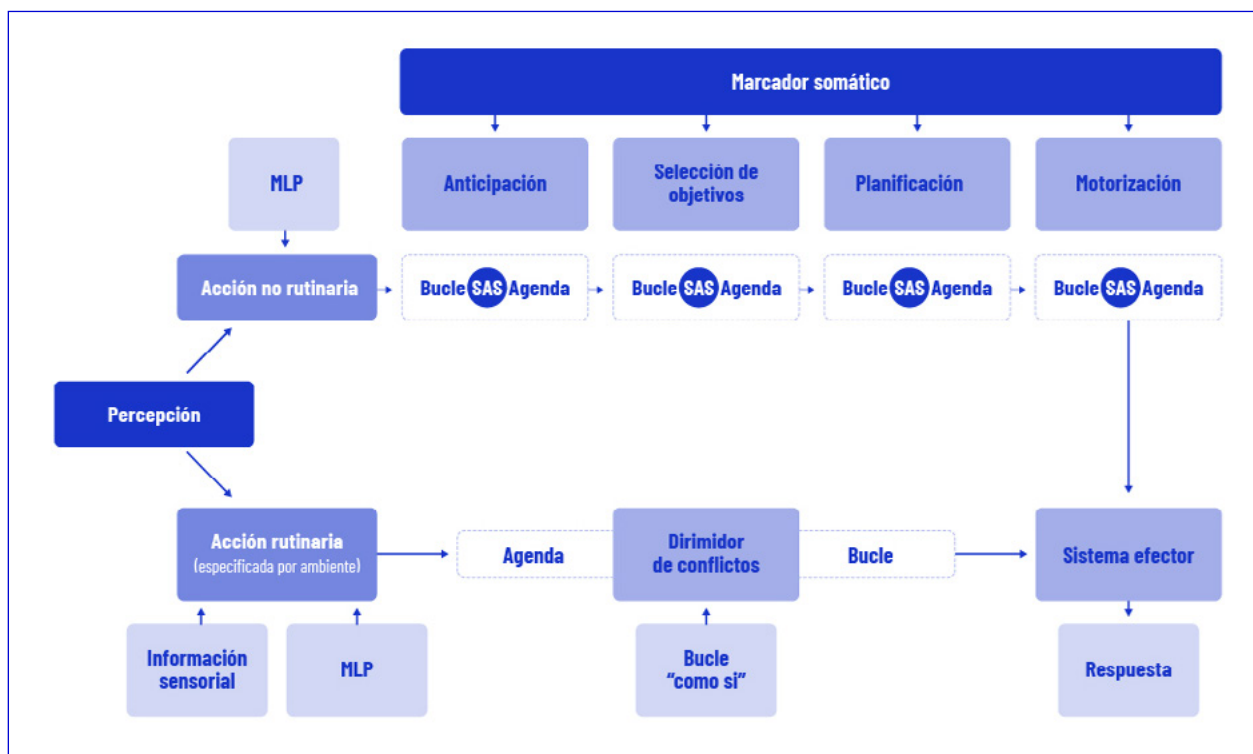 Marcador somático
MLP
Anticipación
Selección de
objetivos
Planificación
Motorización
Acción no rutinaria
Bucle SAS Agenda
Bucle SAS Agenda
Bucle SAS Agenda
Bucle SAS Agenda
Percepción
Acción rutinaria
(especificada por ambiente)
Agenda
Dirimidor
de conflictos
Bucle
Sistema efector
Información
sensorial
MLP
Bucle
“como si”
Respuesta